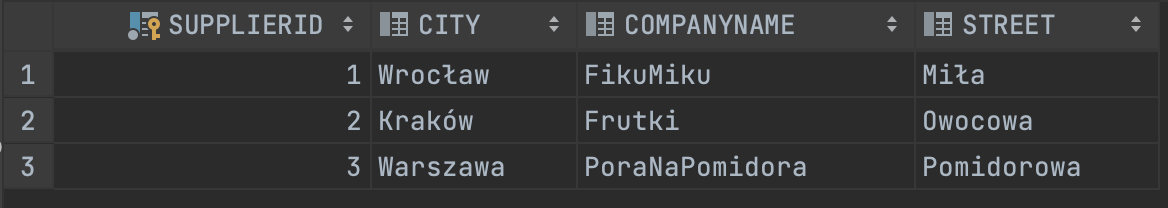 SUPPLIERID CITY COMPANYNAME STREET
1 1 Wrocław FikuMiku Miła
2 2 Kraków Frutki Owocowa
3 3 Warszawa PoraNaPomidora Pomidorowa